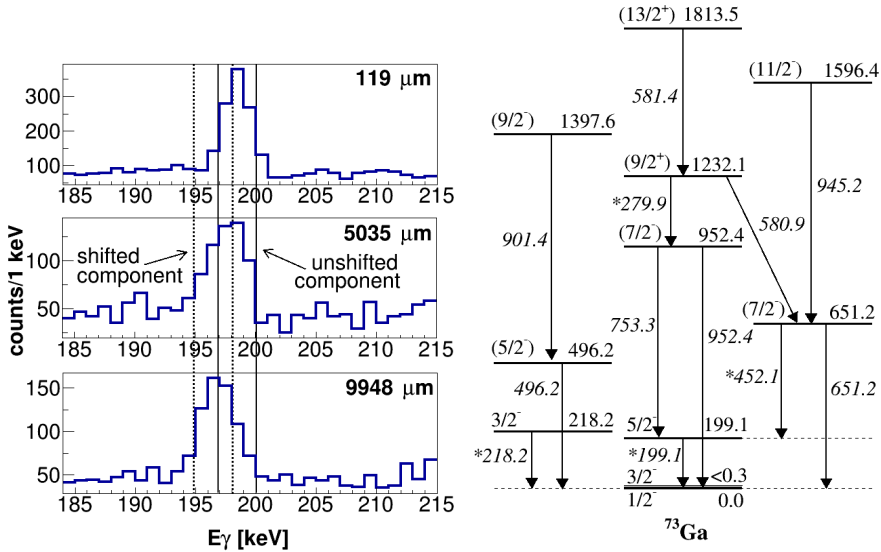 119 μm
300
200
100
185 190 195 200 205 210 215
5035 μm
shifted
component
unshifted
component
100
50
185 190 195 200 205 210 215
9948 μm
150
100
50
185 190 195 200 205 210 215
counts/1 keV
Eγ [keV]
(13/2⁺) 1813.5
581.4
(11/2⁻) 1596.4
945.2
(9/2⁻) 1397.6
901.4
(9/2⁺) 1232.1
*279.9
580.9
(7/2⁻) 952.4
753.3
952.4
(7/2⁻) 651.2
*452.1
651.2
(5/2⁻) 496.2
496.2
3/2⁻ 218.2
*218.2
5/2⁻ 199.1
*199.1
3/2⁻ <0.3
1/2⁻ 0.0
⁷³Ga